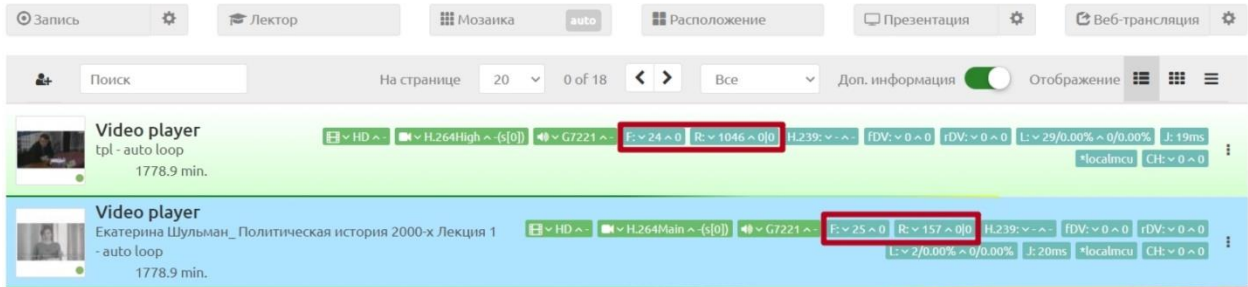 Запись Лектор Мозаика auto Расположение Презентация Веб-трансляция
Поиск На странице 20 0 of 18 Все Доп. информация Отображение
Video player HD ^ - H.264High ^ -(s[0]) G7221 ^ - F: ˅ 24 ^ 0 R: ˅ 1046 ^ 0|0 H.239: ˅ - ^ - fDV: ˅ 0 ^ 0 rDV: ˅ 0 ^ 0 L: ˅ 29/0.00% ^ 0/0.00% J: 19ms
tpl - auto loop *localmcu CH: ˅ 0 ^ 0
1778.9 min.
Video player
Екатерина Шульман_ Политическая история 2000-х Лекция 1 ˅ HD ^ - ˅ H.264Main ^ -(s[0]) ˅ G7221 ^ - F: ˅ 25 ^ 0 R: ˅ 157 ^ 0|0 H.239: ˅ - ^ - fDV: ˅ 0 ^ 0 rDV: ˅ 0 ^ 0
- auto loop L: ˅ 2/0.00% ^ 0/0.00% J: 20ms *localmcu CH: ˅ 0 ^ 0
1778.9 min.